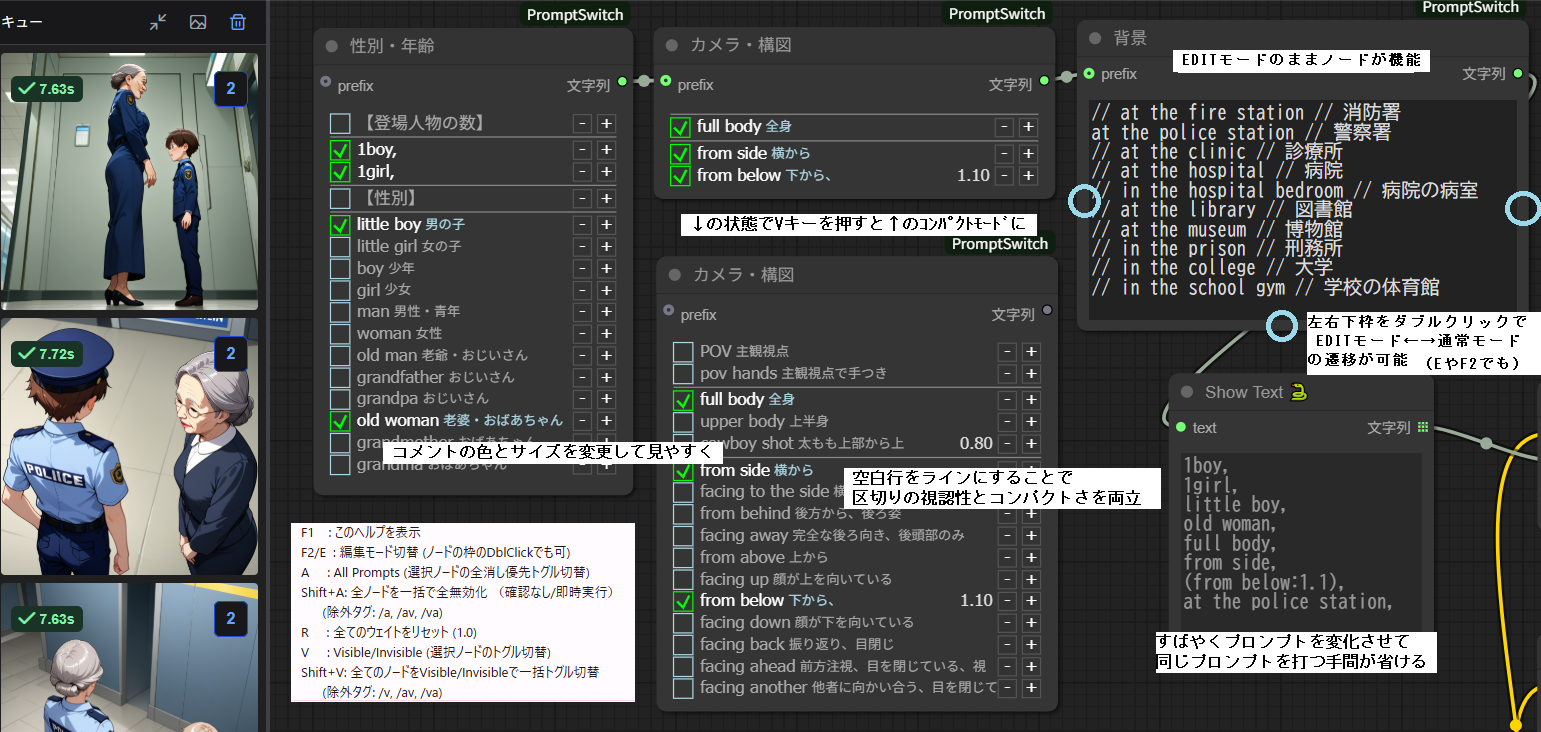 キュー
7.63s
2
POLIICE
7.72s
2
7.63s
2
PromptSwitch
性別・年齢
prefix
文字列
【登場人物の数】
- +
1boy,
- +
1girl,
- +
【性別】
- +
little boy 男の子
- +
little girl 女の子
- +
boy 少年
- +
girl 少女
- +
man 男性・青年
- +
woman 女性
- +
old man 老爺・おじいさん
- +
grandfather おじいさん
- +
grandpa おじいさん
- +
old woman 老婆・おばあちゃん
- +
grandmother おばあちゃん
- +
grandma おばあちゃん
- +
コメントの色とサイズを変更して見やすく
F1 : このヘルプを表示
F2/E : 編集モード切替 (ノードの枠のDblClickでも可)
A : All Prompts (選択ノードの全消し優先トグル切替)
Shift+A: 全ノードを一括で全無効化 （確認なし/即時実行）
(除外タグ: /a, /av, /va)
R : 全てのウェイトをリセット (1.0)
V : Visible/Invisible (選択ノードのトグル切替)
Shift+V: 全てのノードをVisible/Invisibleで一括トグル切替
(除外タグ: /v, /av, /va)
PromptSwitch
カメラ・構図
prefix
文字列
full body 全身
- +
from side 横から
- +
from below 下から、
1.10 - +
↓の状態でVキーを押すと↑のｺﾝﾊﾟｸﾄﾓｰﾄﾞに
PromptSwitch
カメラ・構図
prefix
文字列
POV 主観視点
- +
pov hands 主観視点で手つき
- +
full body 全身
- +
upper body 上半身
- +
cowboy shot 太もも上部から上
0.80 - +
from side 横から
facing to the side
空白行をラインにすることで
区切りの視認性とコンパクトさを両立
from behind 後方から、後ろ姿
- +
facing away 完全な後ろ向き、後頭部のみ
- +
from above 上から
- +
facing up 顔が上を向いている
- +
from below 下から、
1.10 - +
facing down 顔が下を向いている
- +
facing back 振り返り、目閉じ
- +
facing ahead 前方注視、目を閉じている、視
- +
facing another 他者に向かい合う、目を閉じて
- +
PromptSwitch
背景
EDITモードのままノードが機能
prefix
文字列
// at the fire station // 消防署
at the police station // 警察署
// at the clinic // 診療所
// at the hospital // 病院
// in the hospital bedroom // 病院の病室
// at the library // 図書館
// at the museum // 博物館
// in the prison // 刑務所
// in the college // 大学
// in the school gym // 学校の体育館
左右下枠をダブルクリックで
EDITモード←→通常モード
の遷移が可能 （EやF2でも）
Show Text
text
文字列
1boy,
1girl,
little boy,
old woman,
full body,
from side,
(from below:1.1),
at the police station,
すばやくプロンプトを変化させて
同じプロンプトを打つ手間が省ける